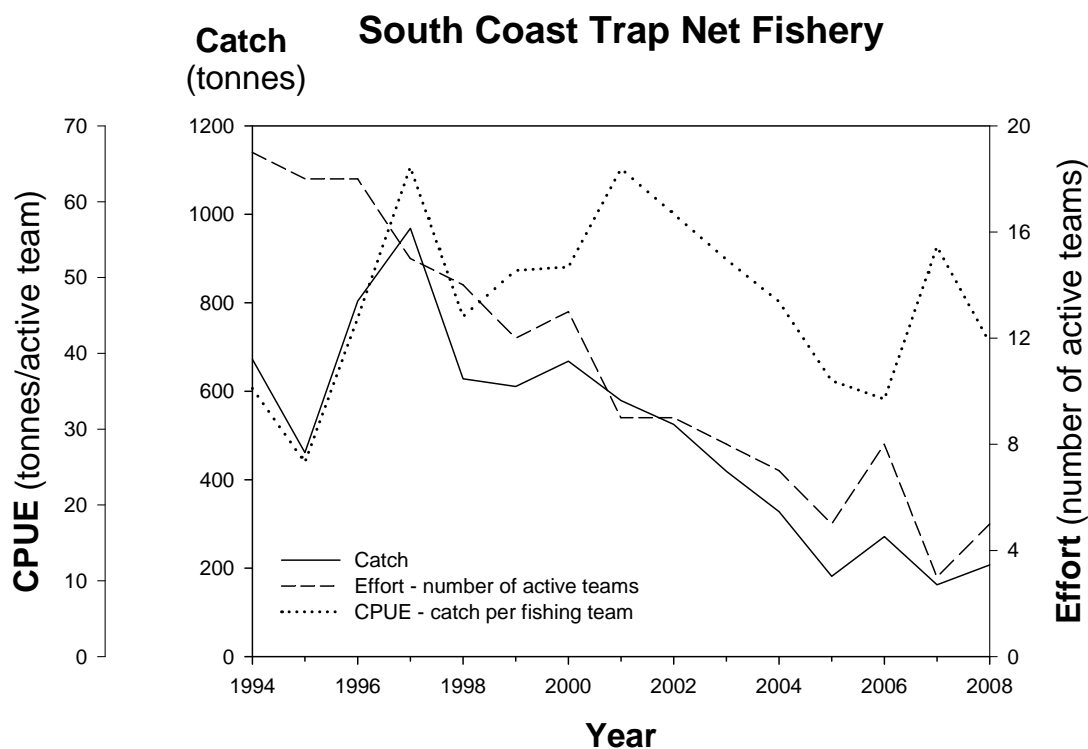 South Coast Trap Net Fishery
Catch
(tonnes)
70
60
50
40
30
20
10
0
CPUE (tonnes/active team)
1200
1000
800
600
400
200
0
20
16
12
8
4
0
Effort (number of active teams)
Catch
Effort - number of active teams
CPUE - catch per fishing team
1994 1996 1998 2000 2002 2004 2006 2008
Year